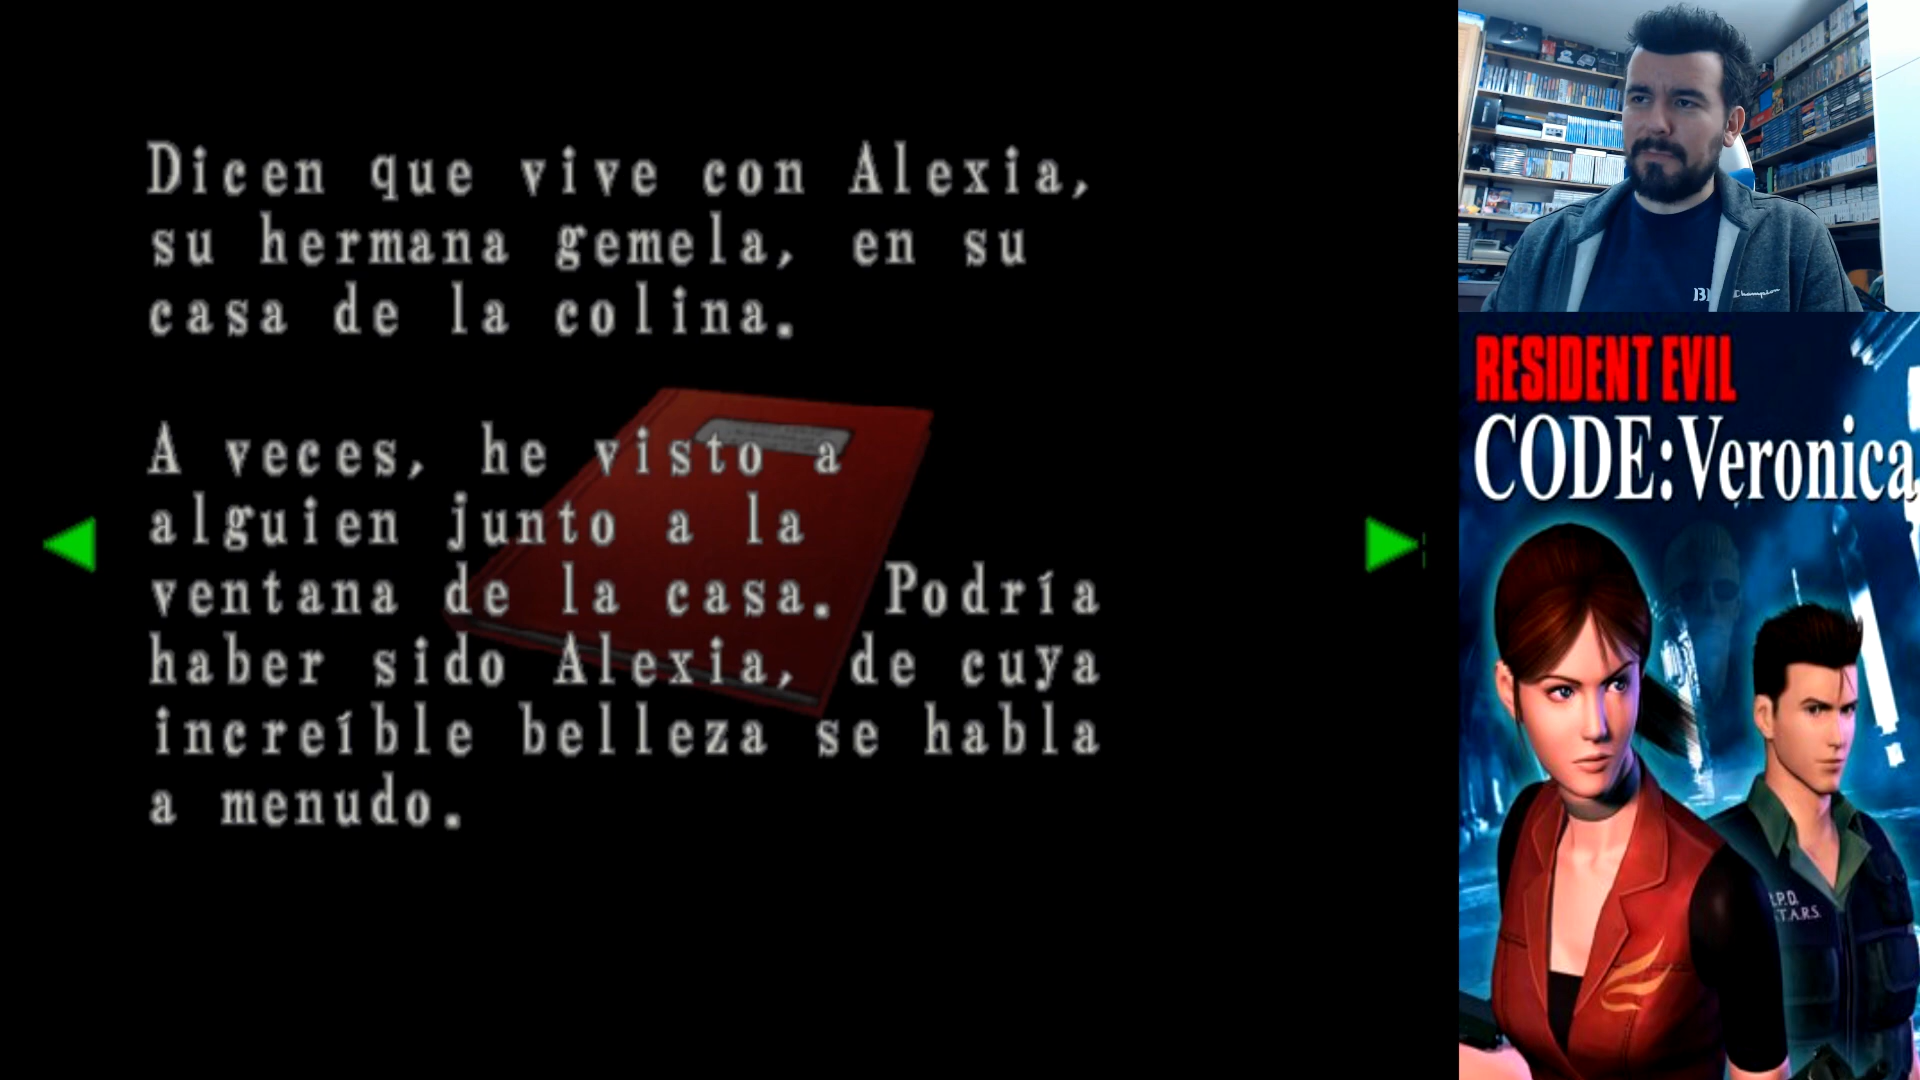 Dicen que vive con Alexia,
su hermana gemela, en su
casa de la colina.
A veces, he visto a
alguien junto a la
ventana de la casa. Podría
haber sido Alexia, de cuya
increíble belleza se habla
a menudo.
Champion
RESIDENT EVIL
CODE:Veronica
R.P.D.
S.T.A.R.S.